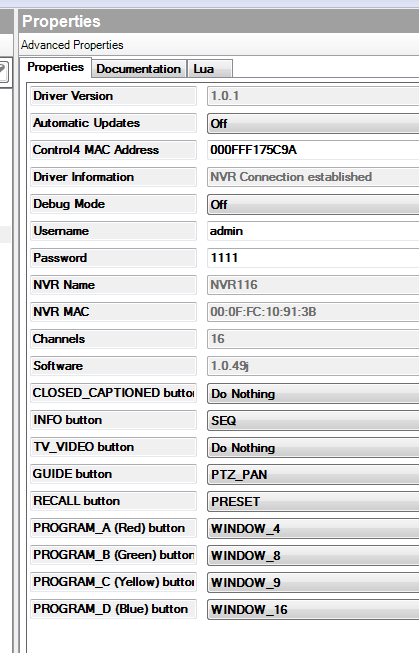 Properties
Advanced Properties
Properties Documentation Lua
Driver Version 1.0.1
Automatic Updates Off
Control4 MAC Address 000FFF175C9A
Driver Information NVR Connection established
Debug Mode Off
Username admin
Password 1111
NVR Name NVR116
NVR MAC 00:0F:FC:10:91:3B
Channels 16
Software 1.0.49j
CLOSED_CAPTIONED button Do Nothing
INFO button SEQ
TV_VIDEO button Do Nothing
GUIDE button PTZ_PAN
RECALL button PRESET
PROGRAM_A (Red) button WINDOW_4
PROGRAM_B (Green) button WINDOW_8
PROGRAM_C (Yellow) button WINDOW_9
PROGRAM_D (Blue) button WINDOW_16